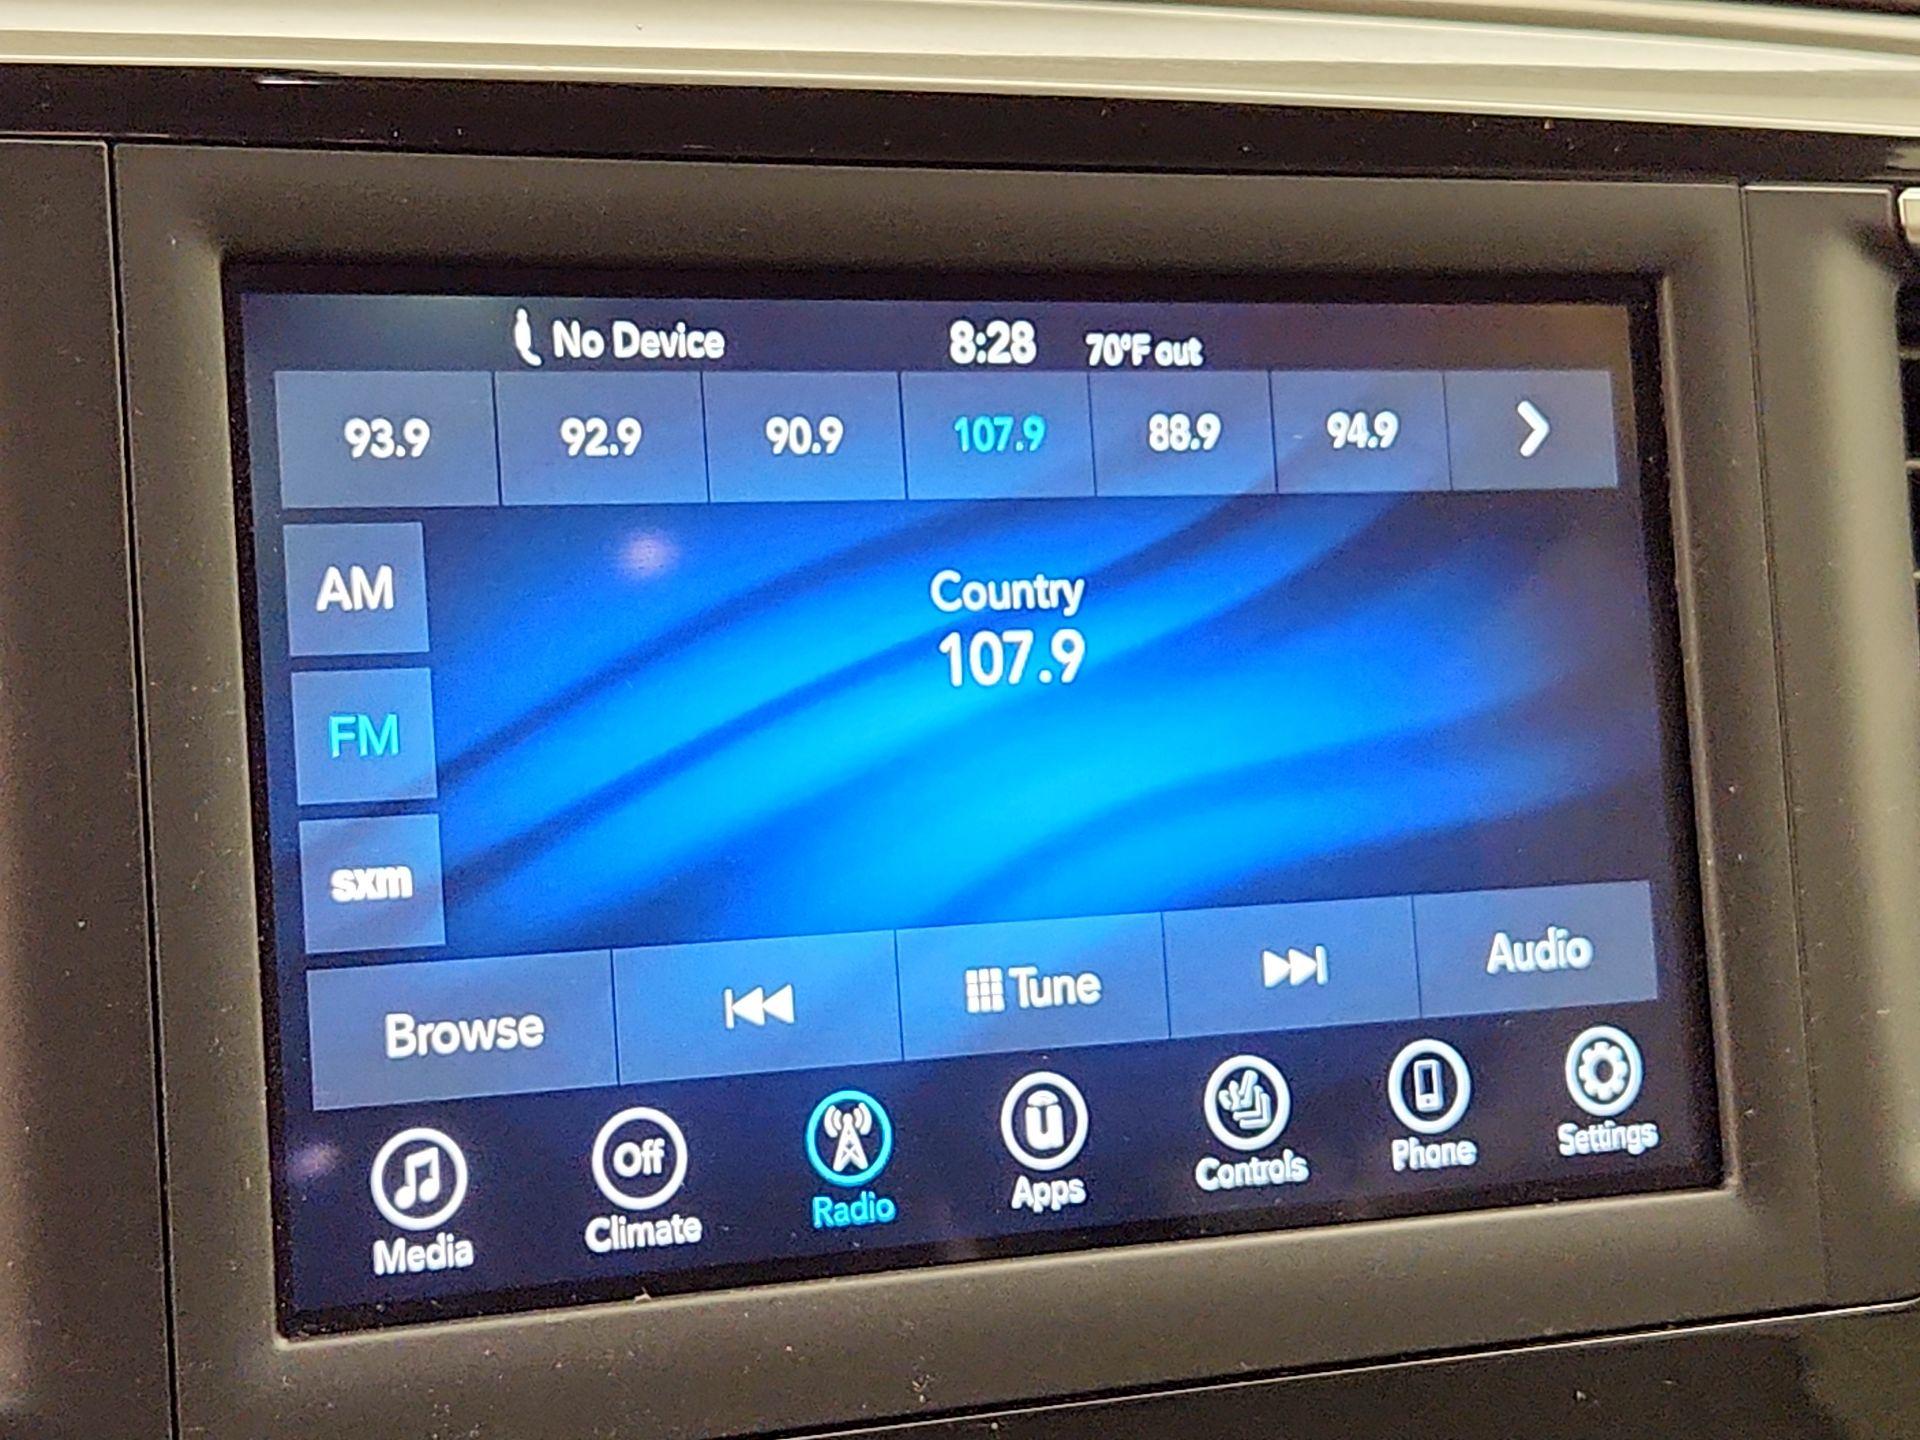 No Device 8:28 70°F out
93.9 92.9 90.9 107.9 88.9 94.9
AM
Country
107.9
FM
sxm
Browse Tune Audio
Off
Media Climate Radio Apps Controls Phone Settings